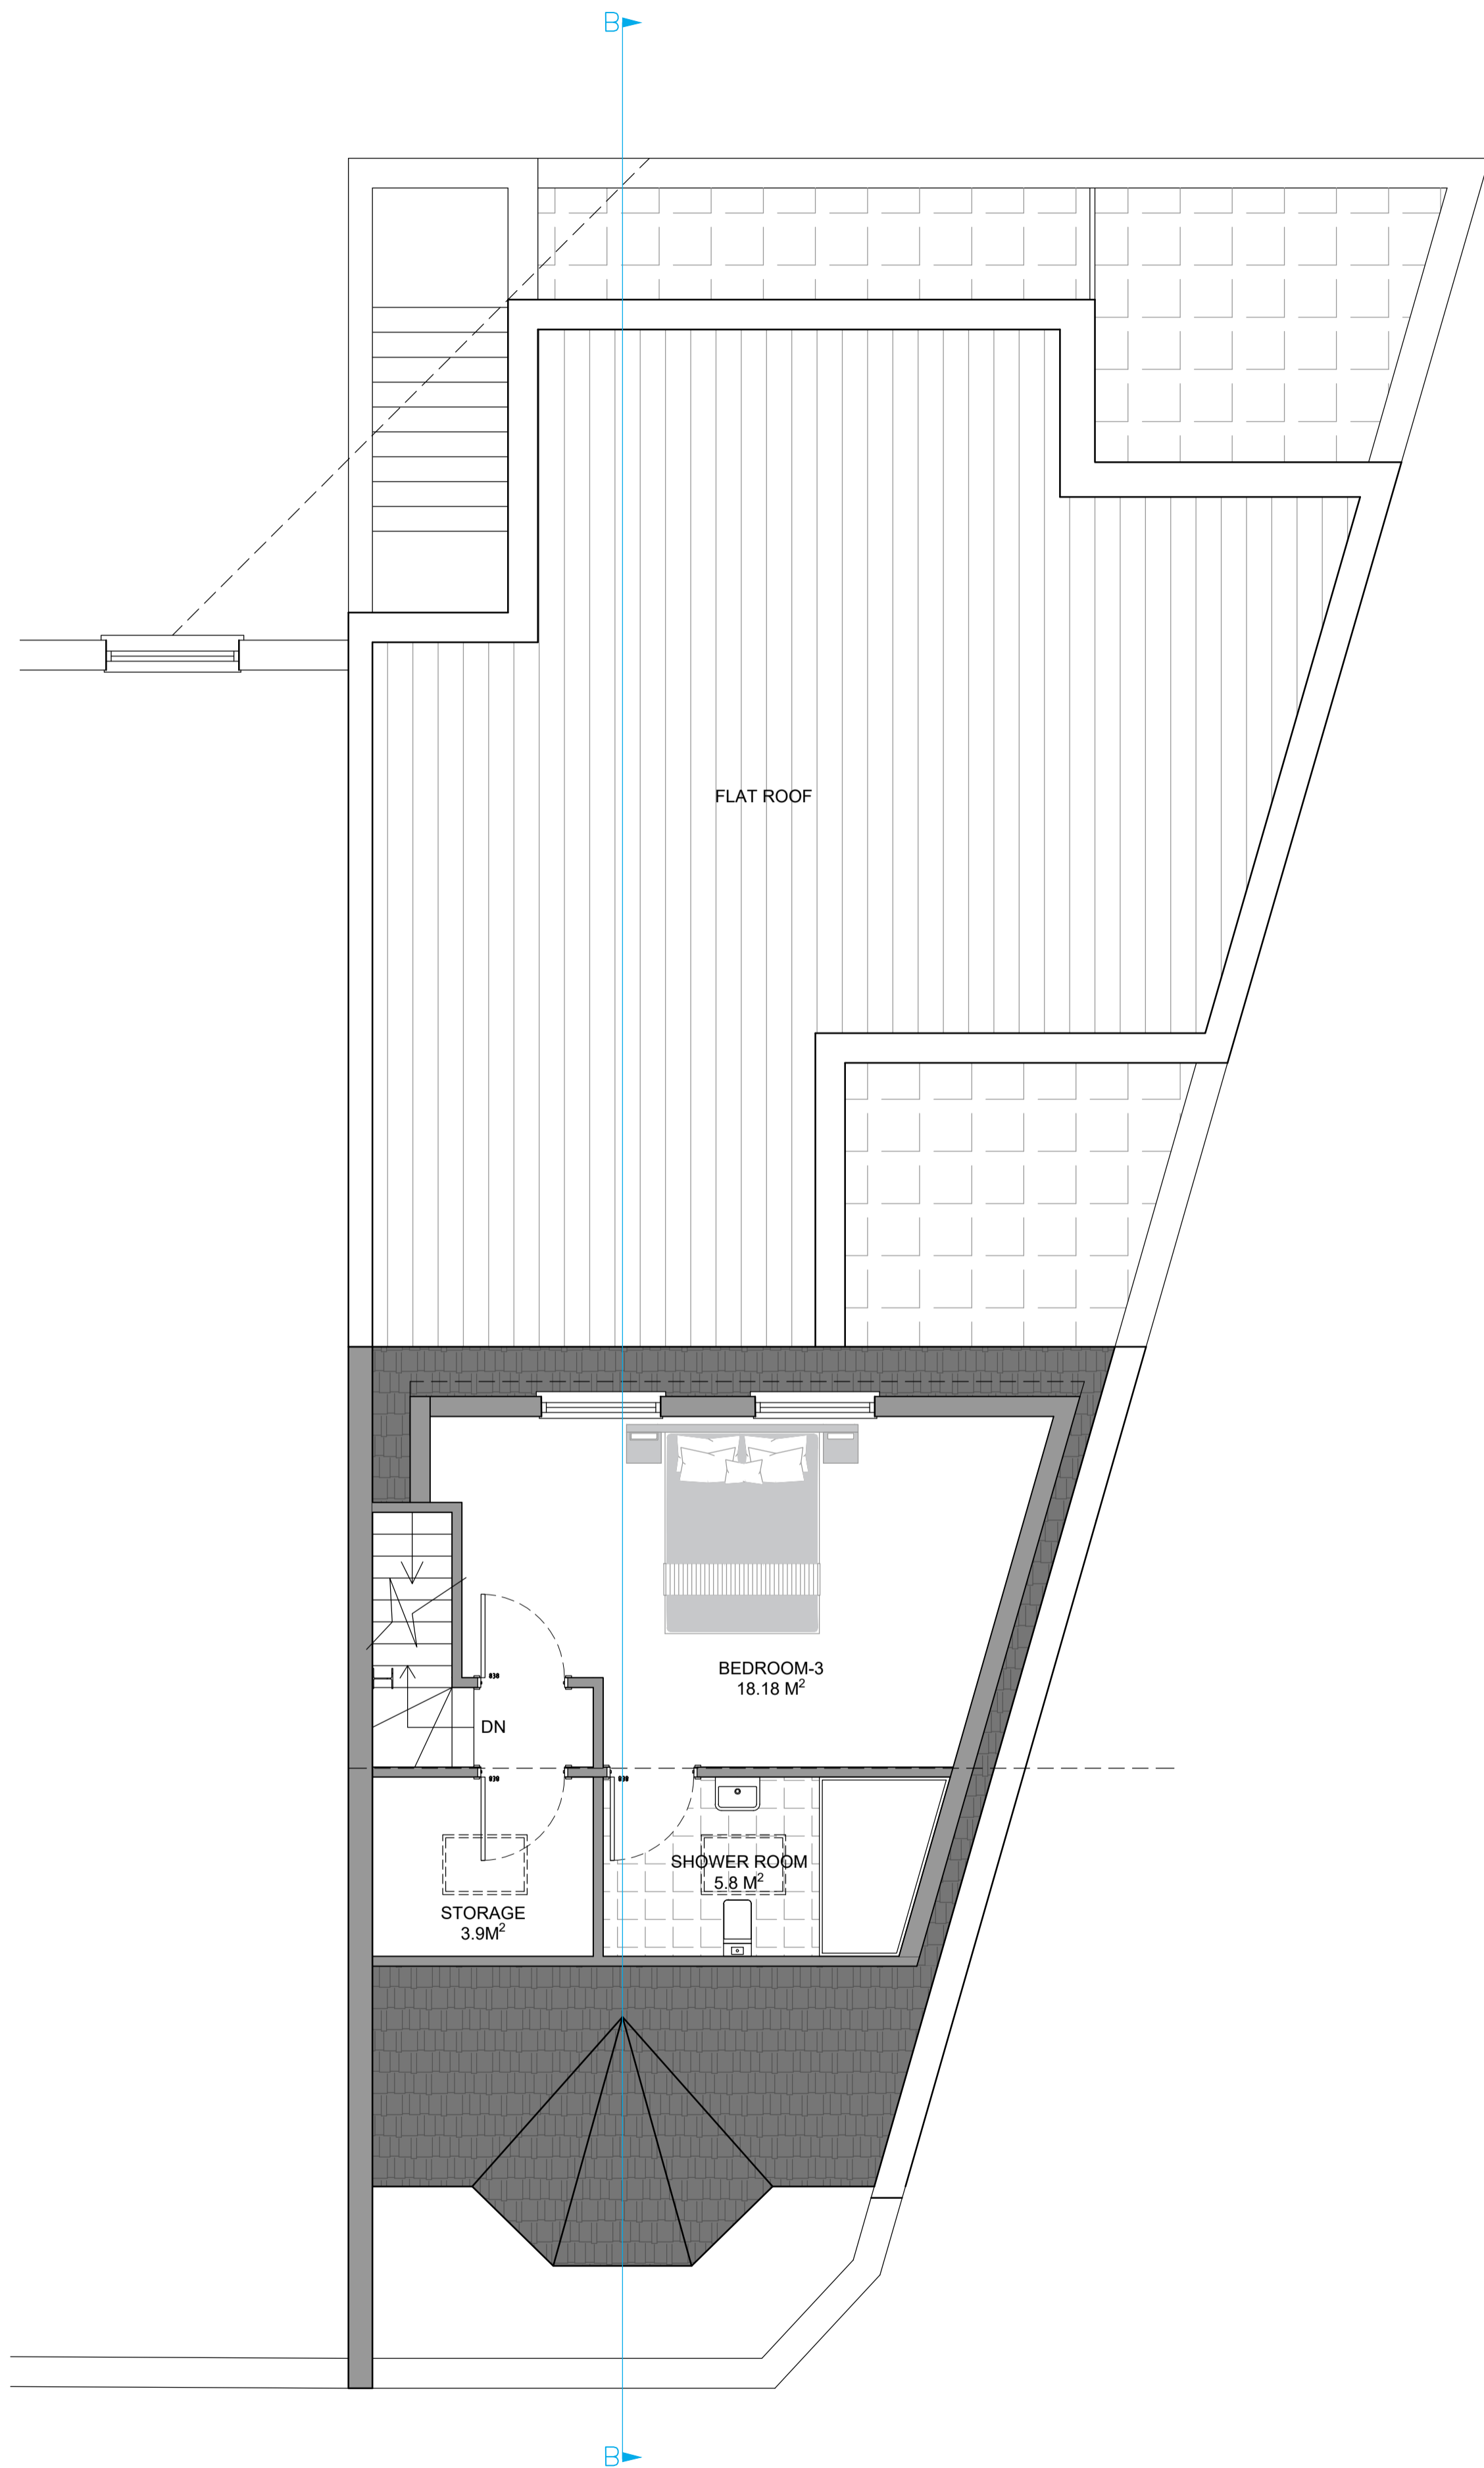 B
FLAT ROOF
BEDROOM-3
18.18 M²
DN
SHOWER ROOM
5.8 M²
STORAGE
3.9M²
B